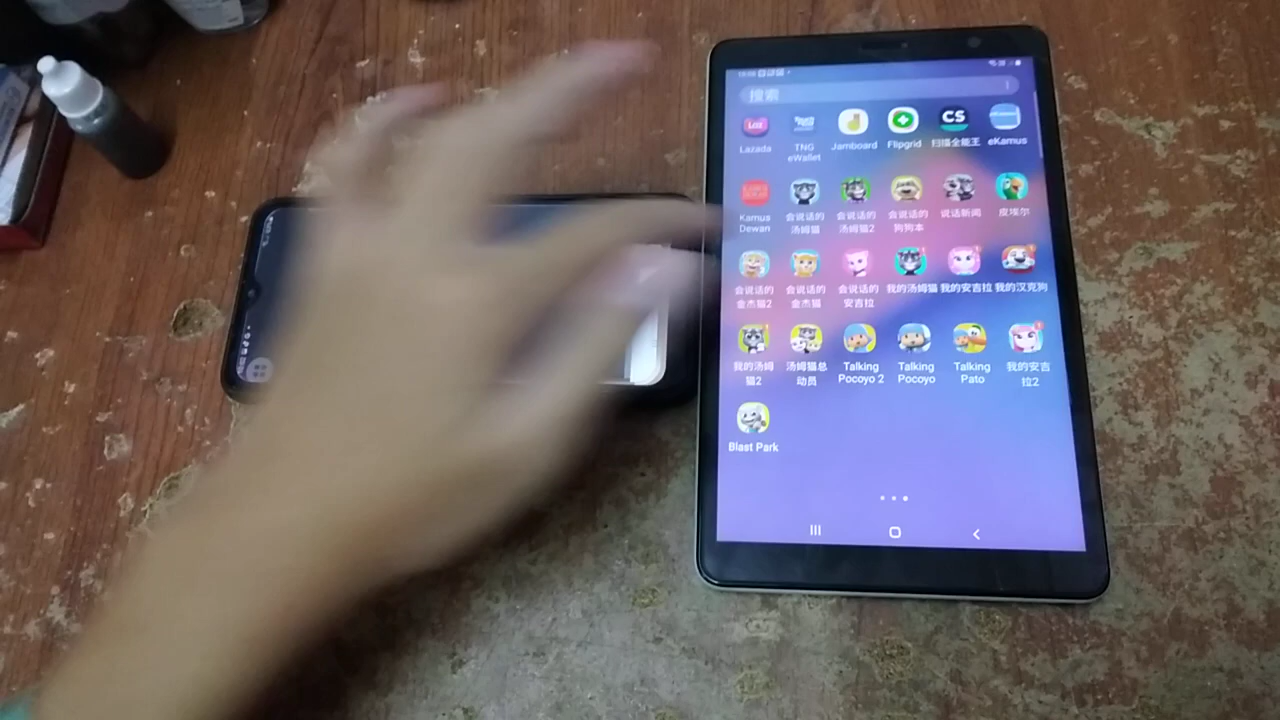 搜索
Lazada
TNG
eWallet
Jamboard
Flipgrid
CS
扫描全能王
eKamus
Kamus
Dewan
会说话的
汤姆猫
会说话的
汤姆猫2
会说话的
狗狗本
说话新闻
皮埃尔
会说话的
金杰猫2
会说话的
金杰猫
会说话的
安吉拉
我的汤姆猫
我的安吉拉
我的汉克狗
我的汤姆
猫2
汤姆猫总
动员
Talking
Pocoyo 2
Talking
Pocoyo
Talking
Pato
我的安吉
拉2
Blast Park